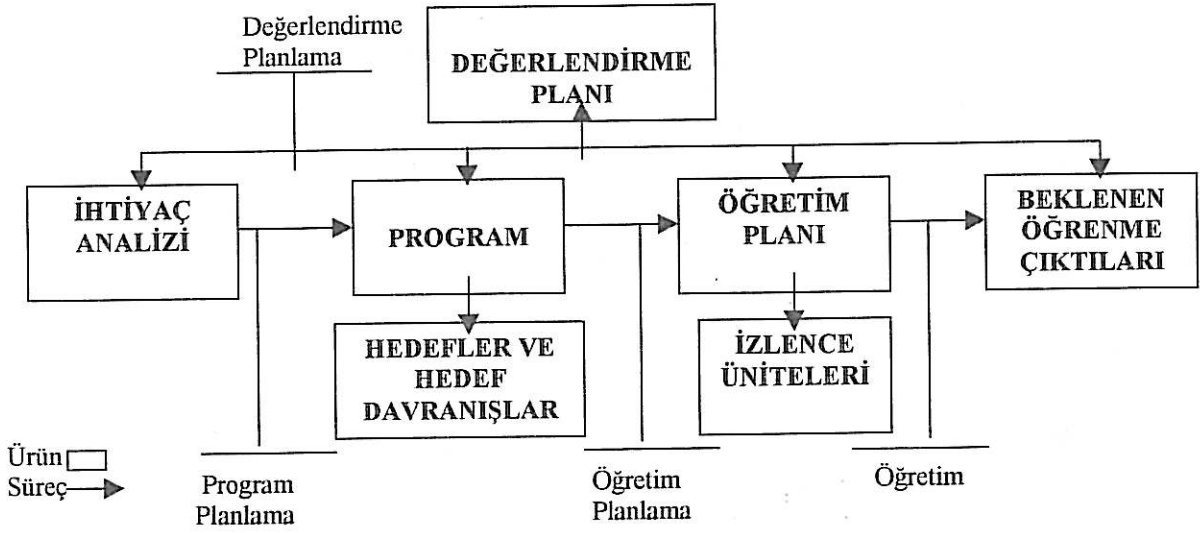 Değerlendirme
Planlama
DEĞERLENDİRME
PLANI
İHTİYAÇ
ANALİZİ
PROGRAM
ÖĞRETİM
PLANI
BEKLENEN
ÖĞRENME
ÇIKTILARI
HEDEFLER VE
HEDEF
DAVRANIŞLAR
İZLENCE
ÜNİTELERİ
Ürün
Süreç
Program
Planlama
Öğretim
Planlama
Öğretim